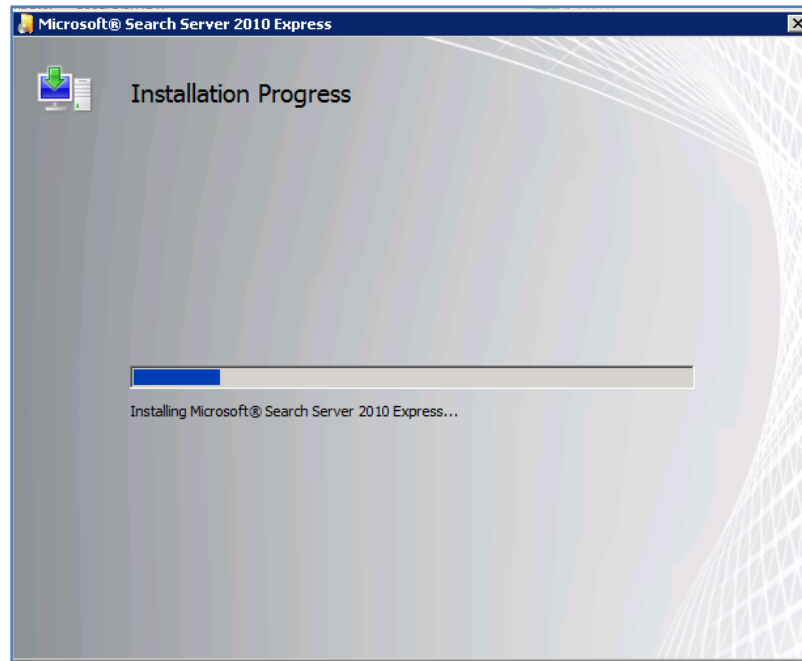 Microsoft® Search Server 2010 Express
Installation Progress
Installing Microsoft® Search Server 2010 Express...